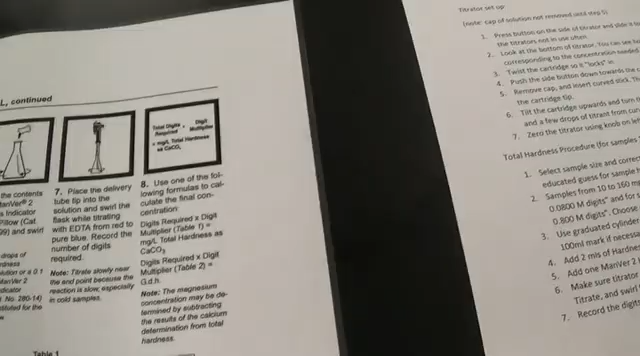 L, continued
Total Digits
Required
Digit
Multiplier
= mg/L Total Hardness
as CaCO3
the contents
ManVer 2
s Indicator
Pillow (Cat.
99) and swirl
drops of
rdness
olution or a 0.1
ManVer 2
ndicator
t. No. 280-14)
stituted for the
7. Place the delivery
tube tip into the
solution and swirl the
flask while titrating
with EDTA from red to
pure blue. Record the
number of digits
required.
Note: Titrate slowly near
the end point because the
reaction is slow, especially
in cold samples.
8. Use one of the fol-
lowing formulas to cal-
culate the final con-
centration:
Digits Required x Digit
Multiplier (Table 1) =
mg/L Total Hardness as
CaCO3
Digits Required x Digit
Multiplier (Table 2) =
G.d.h.
Note: The magnesium
concentration may be de-
termined by subtracting
the results of the calcium
determination from total
hardness.
Table 1
Titrator set up
(note: cap of solution not removed until step 5)
1. Press button on the side of titrator and slide it
the titrators not in use often
2. Look at the bottom of titrator. You can see
corresponding to the concentration needed
3. Twist the cartridge so it "locks" in
4. Push the side button down towards the
5. Remove cap, and insert curved stick.
the cartridge tip.
6. Tilt the cartridge upwards and turn
and a few drops of titrant from
7. Zero the titrator using knob on
Total Hardness Procedure (for samples
1. Select sample size and
educated guess for sample
2. Samples from 10 to 160
0.0800 M digits" and for
0.800 M digits". Choose
3. Use graduated cylinder
100ml mark if necessa
4. Add 2 mls of Hardne
5. Add one ManVer 2
6. Make sure titrator
Titrate, and swirl
7. Record the digit